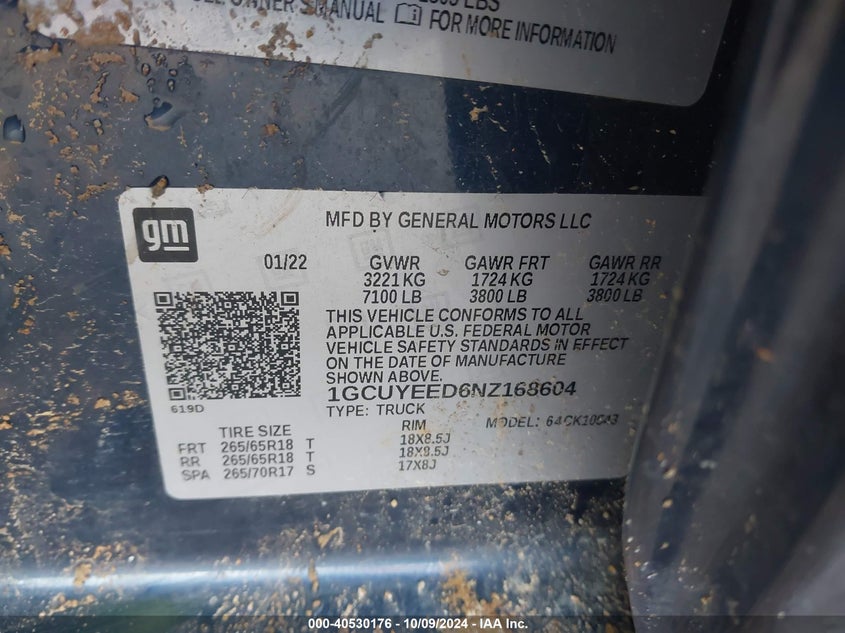 OWNER'S MANUAL FOR MORE INFORMATION
gm
MFD BY GENERAL MOTORS LLC
01/22 GVWR GAWR FRT GAWR RR
3221 KG 1724 KG 1724 KG
7100 LB 3800 LB 3800 LB
THIS VEHICLE CONFORMS TO ALL
APPLICABLE U.S. FEDERAL MOTOR
VEHICLE SAFETY STANDARDS IN EFFECT
ON THE DATE OF MANUFACTURE
SHOWN ABOVE.
1GCUYEED6NZ168604
619D
TYPE: TRUCK
MODEL:
TIRE SIZE RIM
FRT 265/65R18 T 18X8.5J
RR 265/65R18 T 18X8.5J
SPA 265/70R17 S 17X8J
000-40530176 - 10/09/2024 - IAA Inc.